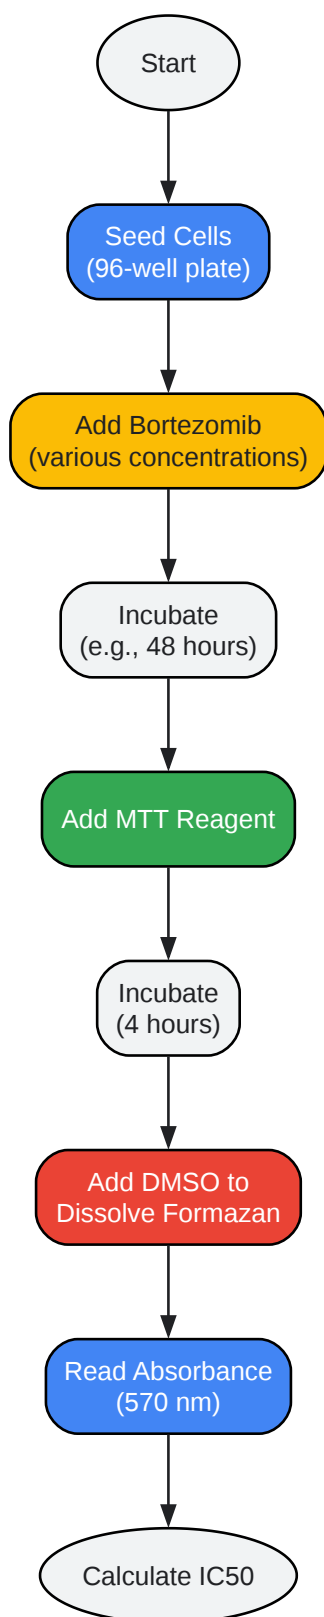 Start
Seed Cells
(96-well plate)
Add Bortezomib
(various concentrations)
Incubate
(e.g., 48 hours)
Add MTT Reagent
Incubate
(4 hours)
Add DMSO to
Dissolve Formazan
Read Absorbance
(570 nm)
Calculate IC50